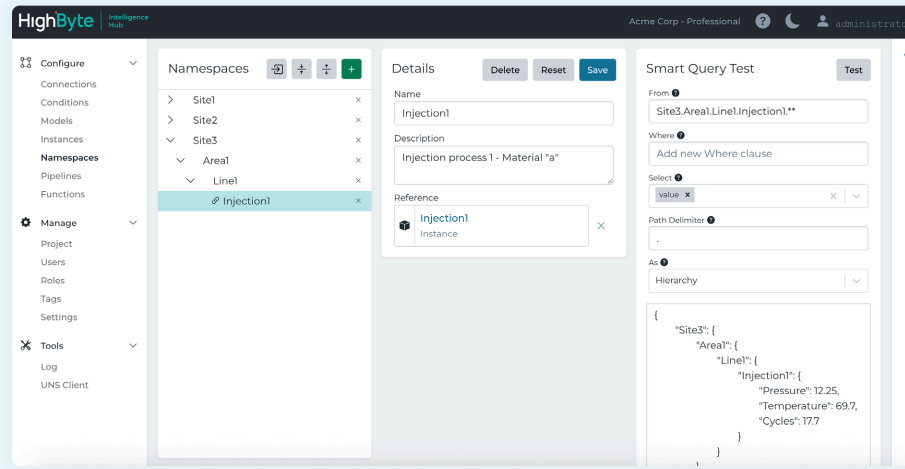 HighByte Intelligence Hub
Acme Corp - Professional
Configure
Connections
Conditions
Models
Instances
Namespaces
Pipelines
Functions
Manage
Project
Users
Roles
Tags
Settings
Tools
Log
UNS Client
Namespaces
Site1
Site2
Site3
Area1
Line1
Injection1
Details
Delete Reset Save
Name
Injection1
Description
Injection process 1 - Material "a"
Reference
Injection1
Instance
Smart Query Test
Test
From
Site3.Area1.Line1.Injection1.**
Where
Add new Where clause
Select
value x
Path Delimiter
.
As
Hierarchy
{
"Site3": {
"Area1": {
"Line1": {
"Injection1": {
"Pressure": 12.25,
"Temperature": 69.7,
"Cycles": 17.7
}
}